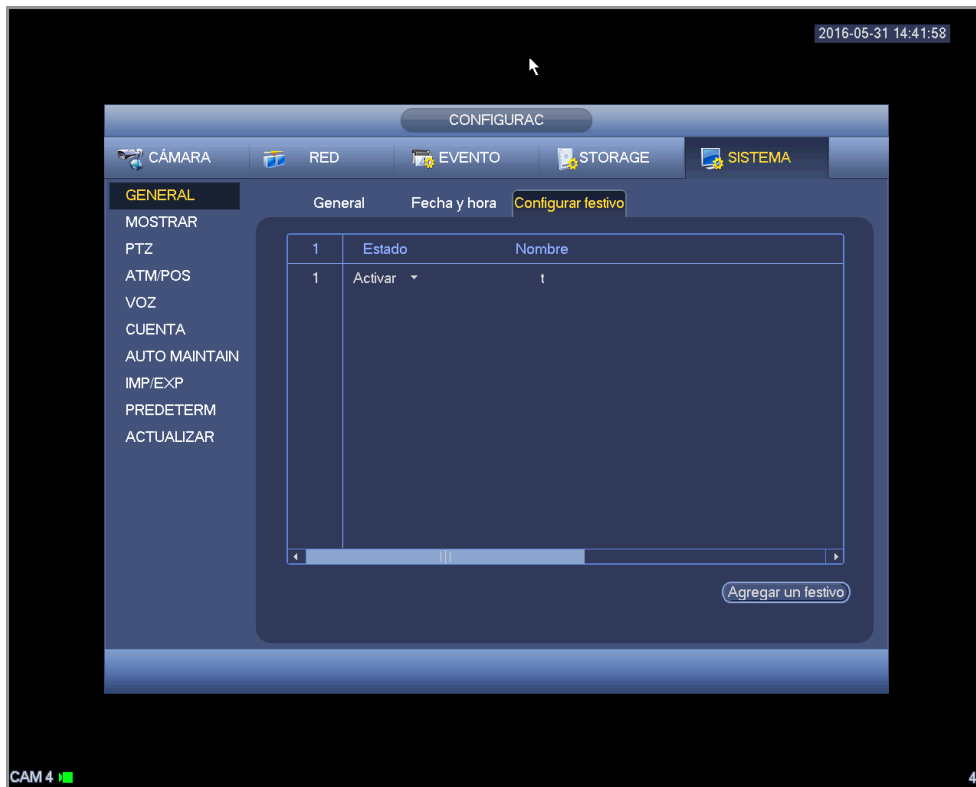 2016-05-31 14:41:58
CONFIGURAC
CÁMARA RED EVENTO STORAGE SISTEMA
GENERAL
MOSTRAR
PTZ
ATM/POS
VOZ
CUENTA
AUTO MAINTAIN
IMP/EXP
PREDETERM
ACTUALIZAR
General Fecha y hora Configurar festivo
1 Estado Nombre
1 Activar t
Agregar un festivo
CAM 4
4